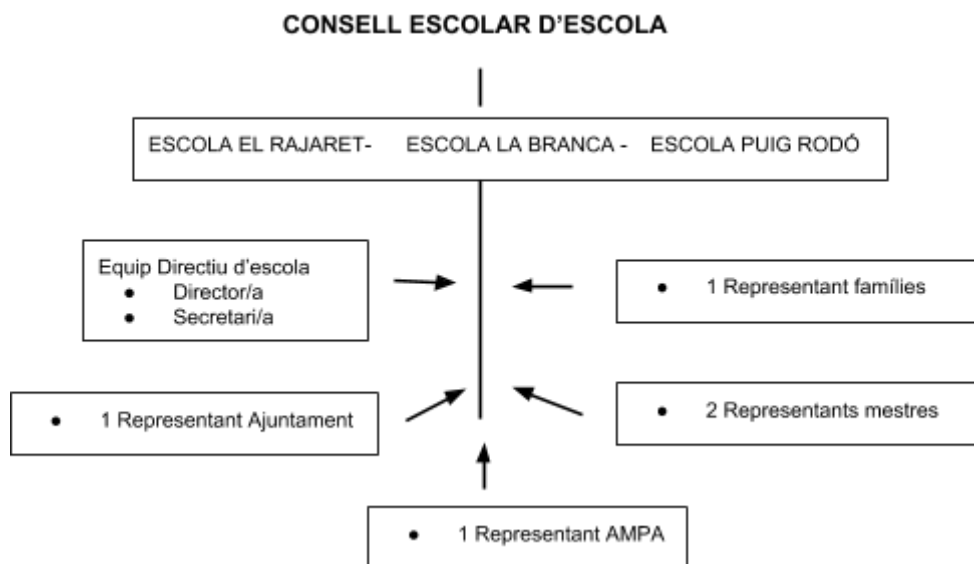 CONSELL ESCOLAR D'ESCOLA
ESCOLA EL RAJARET- ESCOLA LA BRANCA - ESCOLA PUIG RODÓ
Equip Directiu d'escola
● Director/a
● Secretari/a
● 1 Representant famílies
● 1 Representant Ajuntament
● 2 Representants mestres
● 1 Representant AMPA